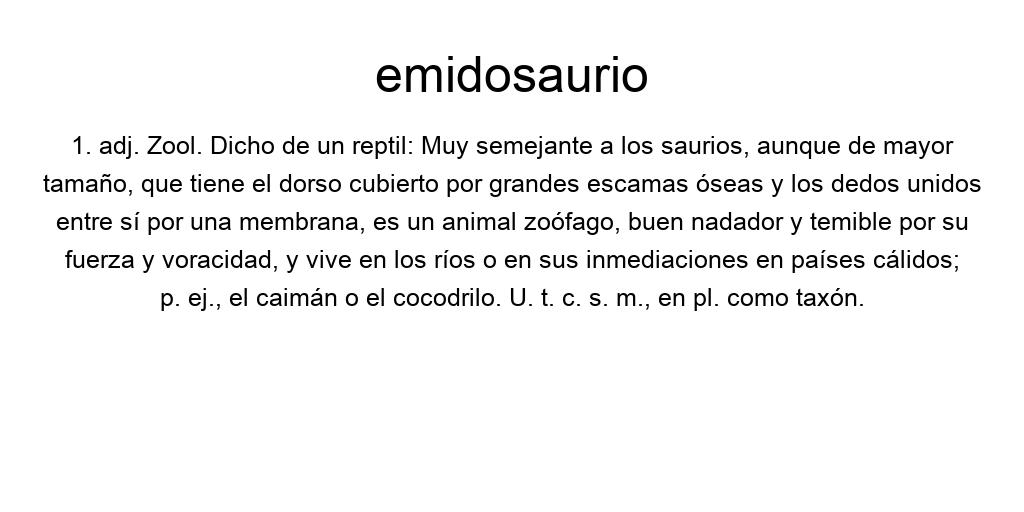 emidosaurio
1. adj. Zool. Dicho de un reptil: Muy semejante a los saurios, aunque de mayor
tamaño, que tiene el dorso cubierto por grandes escamas óseas y los dedos unidos
entre sí por una membrana, es un animal zoófago, buen nadador y temible por su
fuerza y voracidad, y vive en los ríos o en sus inmediaciones en países cálidos;
p. ej., el caimán o el cocodrilo. U. t. c. s. m., en pl. como taxón.